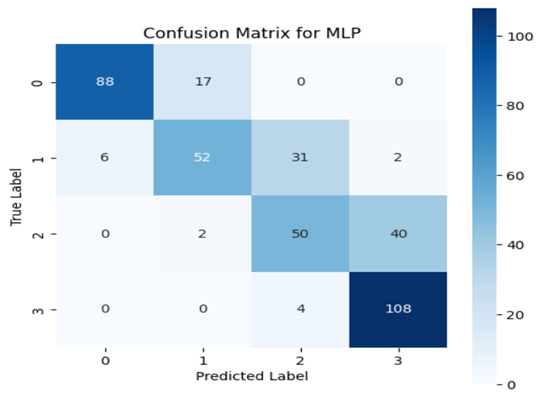 Confusion Matrix for MLP
True Label
0 88 17 0 0
1 6 52 31 2
2 0 2 50 40
3 0 0 4 108
0 1 2 3
Predicted Label
100
80
60
40
20
0